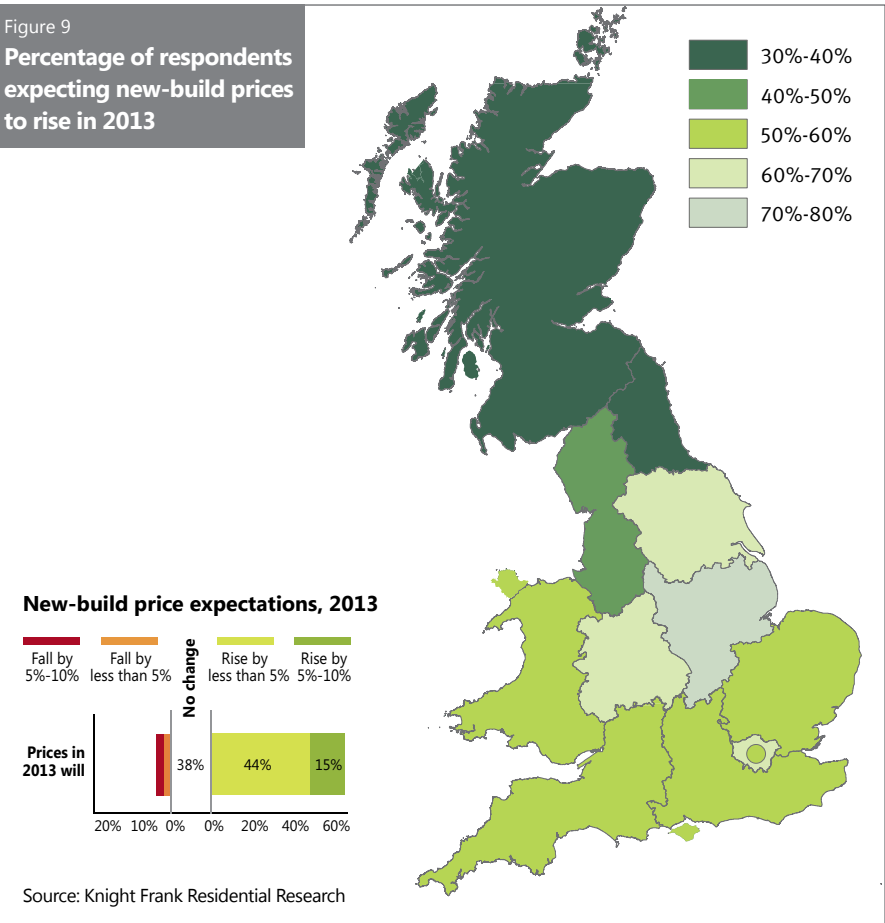 Figure 9
Percentage of respondents
expecting new-build prices
to rise in 2013
30%-40%
40%-50%
50%-60%
60%-70%
70%-80%
New-build price expectations, 2013
Fall by
5%-10%
Fall by
less than 5%
No change
Rise by
less than 5%
Rise by
5%-10%
Prices in
2013 will
38%
44%
15%
20% 10% 0% 0% 20% 40% 60%
Source: Knight Frank Residential Research